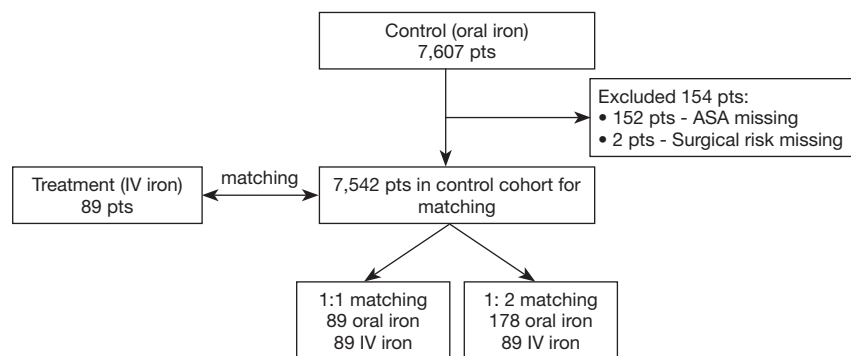 Control (oral iron)
7,607 pts
Excluded 154 pts:
• 152 pts - ASA missing
• 2 pts - Surgical risk missing
Treatment (IV iron)
89 pts
matching
7,542 pts in control cohort for
matching
1:1 matching
89 oral iron
89 IV iron
1: 2 matching
178 oral iron
89 IV iron